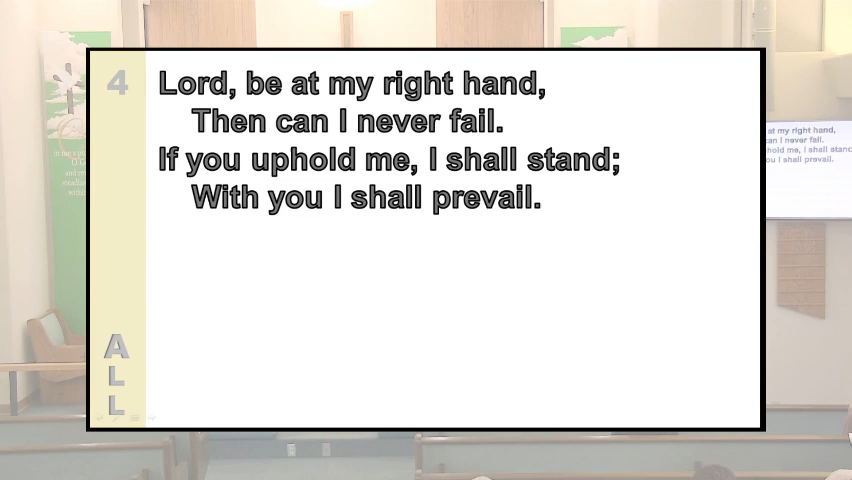 4
Lord, be at my right hand,
Then can I never fail.
If you uphold me, I shall stand;
With you I shall prevail.
ALL
at my right hand,
can I never fail.
hold me, I shall stand
ou I shall prevail.